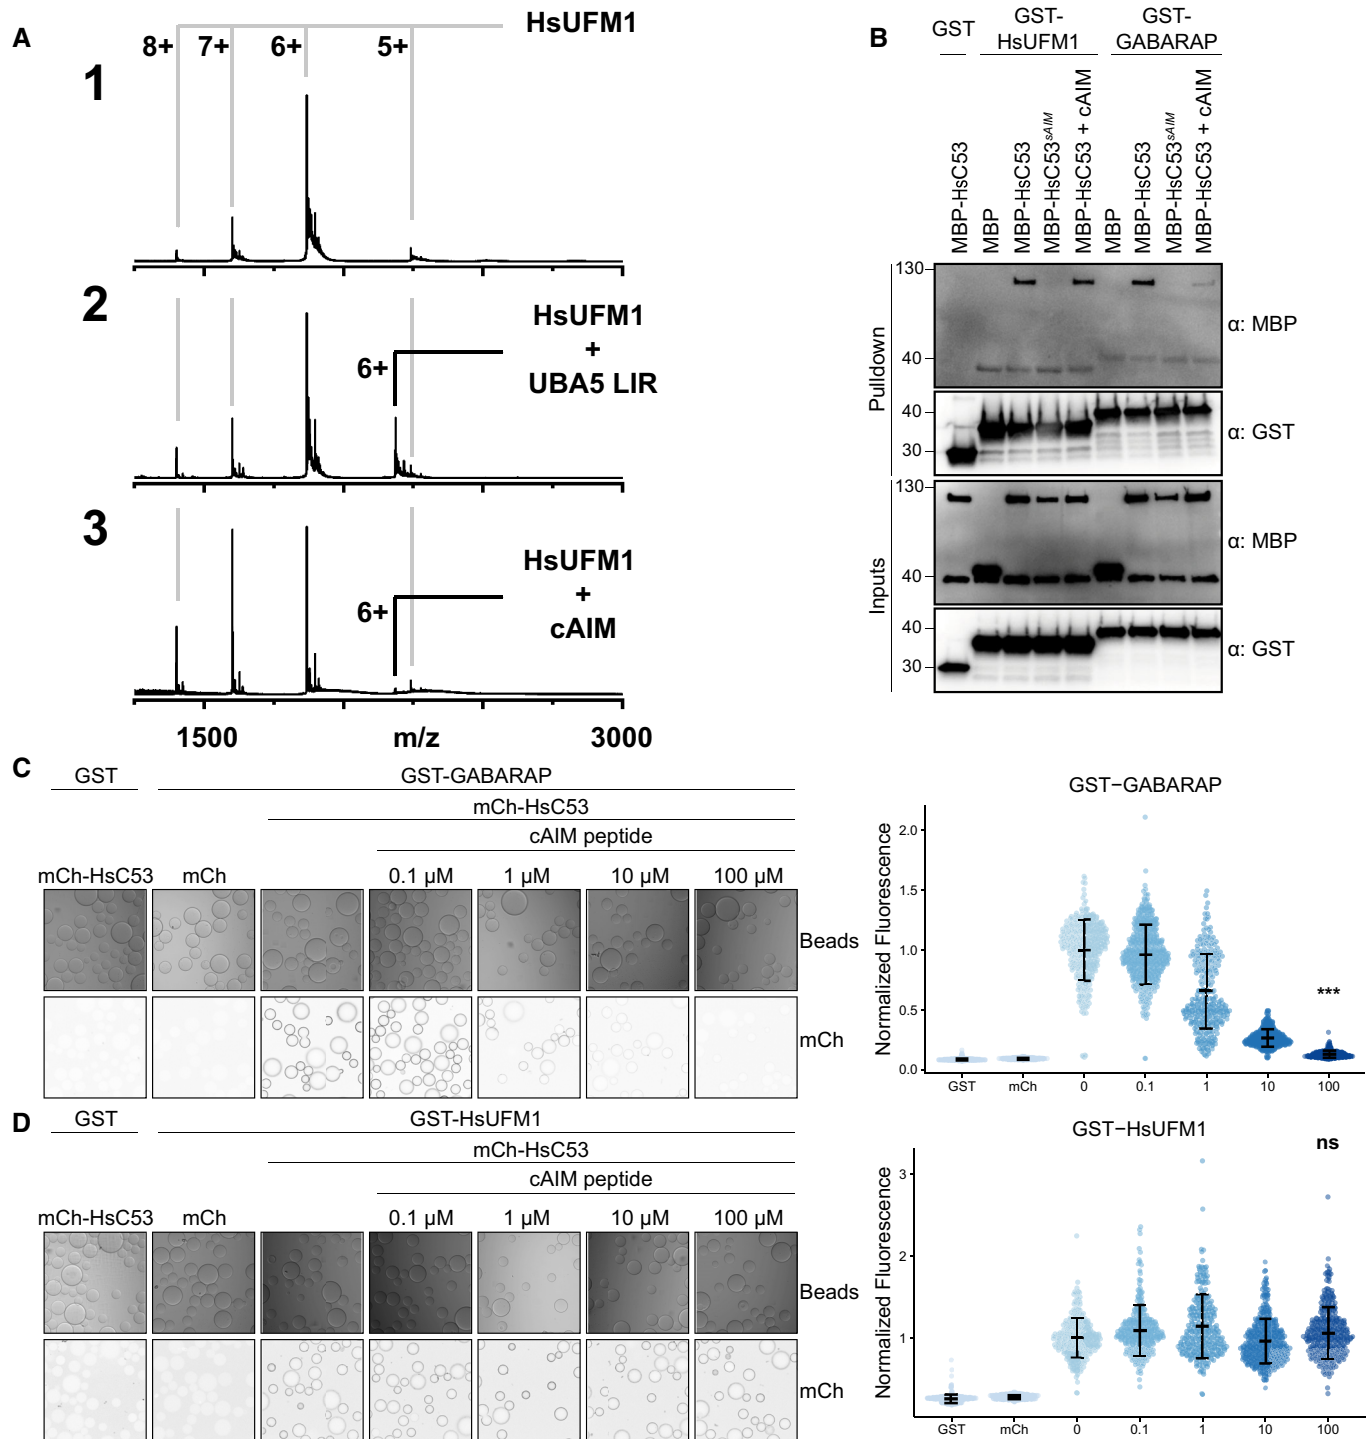 A
HsUFM1
8+ 7+ 6+ 5+
1
2
HsUFM1
+
UBA5 LIR
6+
3
HsUFM1
+
cAIM
6+
1500 m/z 3000
B
GST GST-HsUFM1 GST-GABARAP
MBP-HsC53
MBP
MBP-HsC53
MBP-HsC53sAIM
MBP-HsC53 + cAIM
MBP
MBP-HsC53
MBP-HsC53sAIM
MBP-HsC53 + cAIM
Pulldown
130
40
α: MBP
40
30
α: GST
Inputs
130
40
α: MBP
40
30
α: GST
C
GST GST-GABARAP
mCh-HsC53
cAIM peptide
mCh-HsC53 mCh 0.1 µM 1 µM 10 µM 100 µM
Beads
mCh
GST−GABARAP
Normalized Fluorescence
2.0
1.5
1.0
0.5
0.0
***
GST mCh 0 0.1 1 10 100
D
GST GST-HsUFM1
mCh-HsC53
cAIM peptide
mCh-HsC53 mCh 0.1 µM 1 µM 10 µM 100 µM
Beads
mCh
GST−HsUFM1
ns
Normalized Fluorescence
3
2
1
GST mCh 0 0.1 1 10 100